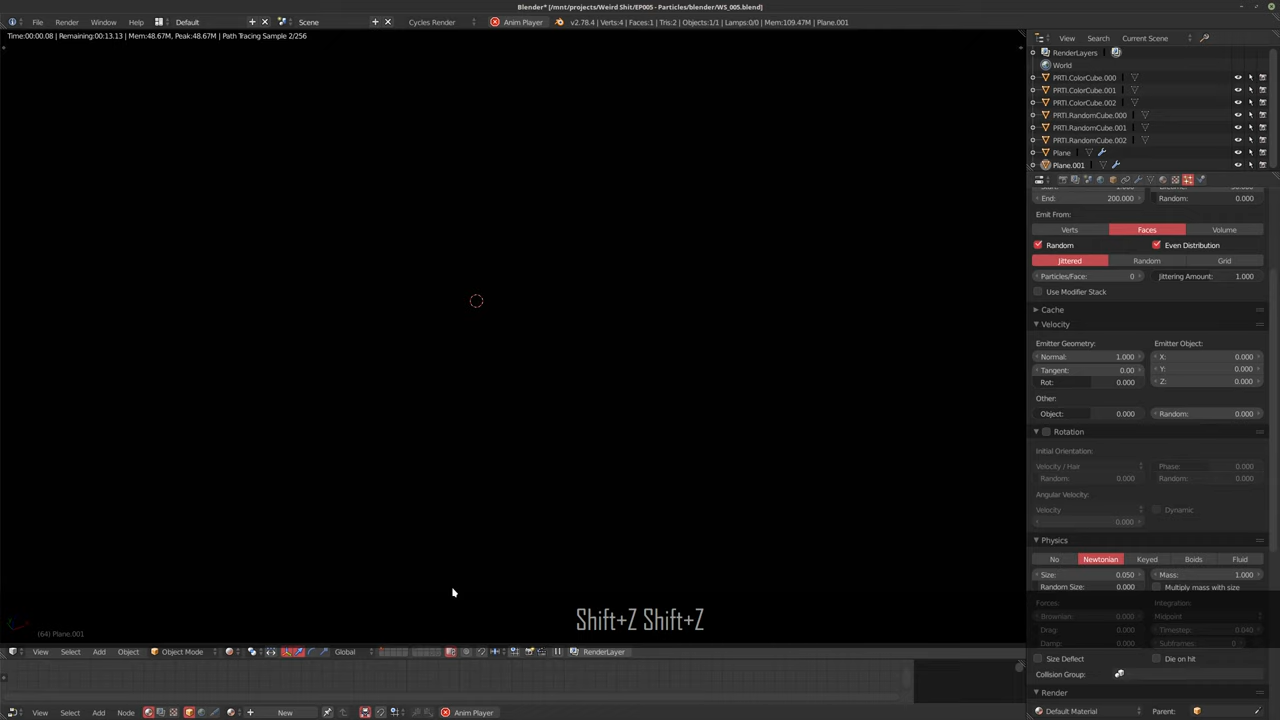 Blender* [/mnt/projects/Weird Shit/EP005 - Particles/blender/WS_005.blend]
File Render Window Help Default Scene Cycles Render Anim Player v2.78.4 | Verts:4 | Faces:1 | Tris:2 | Objects:1/1 | Lamps:0/0 | Mem:109.47M | Plane.001
Time:00:00.08 | Remaining:00:13.13 | Mem:48.67M, Peak:48.67M | Path Tracing Sample 2/256
View Search Current Scene
RenderLayers
World
PRTl.ColorCube.000
PRTl.ColorCube.001
PRTl.ColorCube.002
PRTl.RandomCube.000
PRTl.RandomCube.001
PRTl.RandomCube.002
Plane
Plane.001
End: 200.000 Random: 0.000
Emit From:
Verts Faces Volume
Random Even Distribution
Jittered Random Grid
Particles/Face: 0 Jittering Amount: 1.000
Use Modifier Stack
Cache
Velocity
Emitter Geometry: Emitter Object:
Normal: 1.000 X: 0.000
Tangent: 0.00 Y: 0.000
Rot: 0.000 Z: 0.000
Other:
Object: 0.000 Random: 0.000
Rotation
Initial Orientation:
Velocity / Hair Phase: 0.000
Random: 0.000 Random: 0.000
Angular Velocity:
Velocity Dynamic
0.000
Physics
No Newtonian Keyed Boids Fluid
Size: 0.050 Mass: 1.000
Random Size: 0.000 Multiply mass with size
Forces: Integration:
Brownian: 0.000 Midpoint
Drag: 0.000 Timestep: 0.040
Damp: 0.000 Subframes: 0
Size Deflect Die on hit
Collision Group:
Render
Default Material Parent:
Shift+Z Shift+Z
(64) Plane.001
View Select Add Object Object Mode Global RenderLayer
View Select Add Node New Anim Player